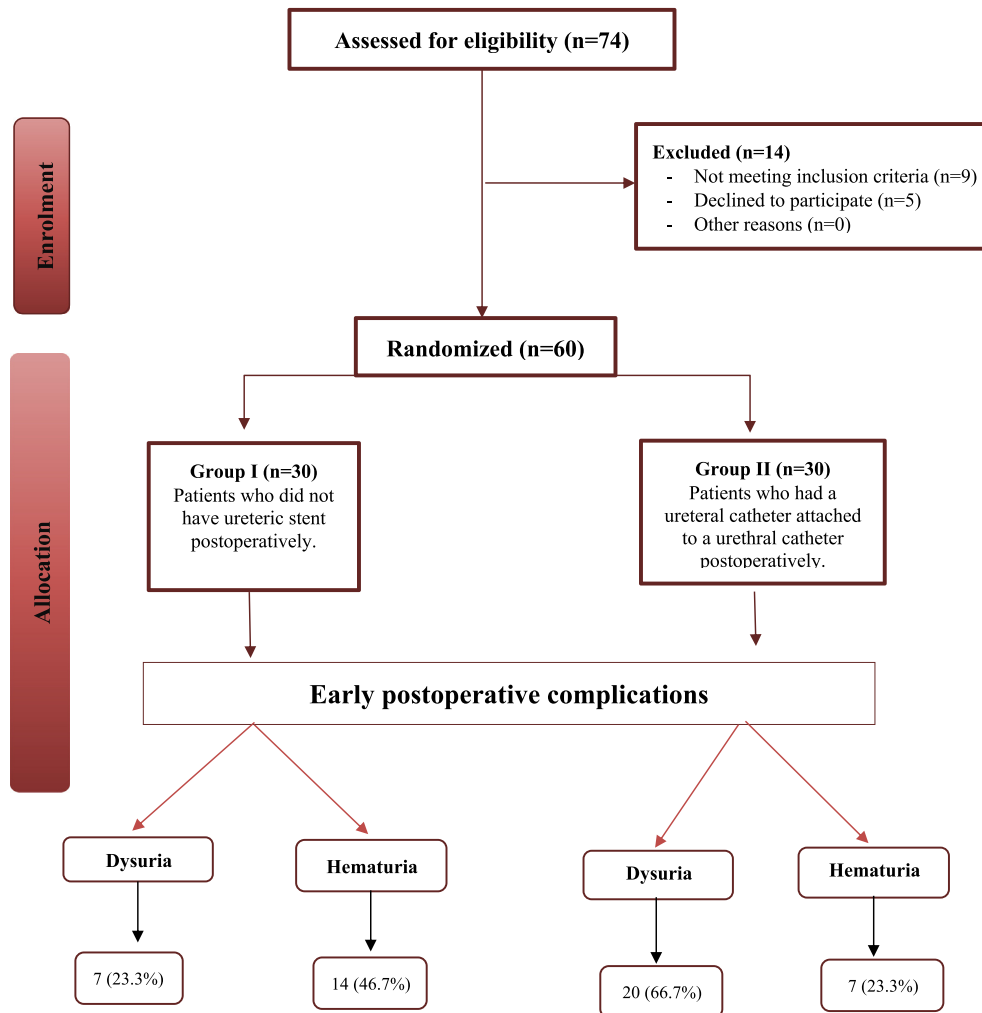 Assessed for eligibility (n=74)
Enrolment
Excluded (n=14)
- Not meeting inclusion criteria (n=9)
- Declined to participate (n=5)
- Other reasons (n=0)
Randomized (n=60)
Allocation
Group I (n=30)
Patients who did not
have ureteric stent
postoperatively.
Group II (n=30)
Patients who had a
ureteral catheter attached
to a urethral catheter
postoperatively.
Early postoperative complications
Dysuria
Hematuria
Dysuria
Hematuria
7 (23.3%)
14 (46.7%)
20 (66.7%)
7 (23.3%)